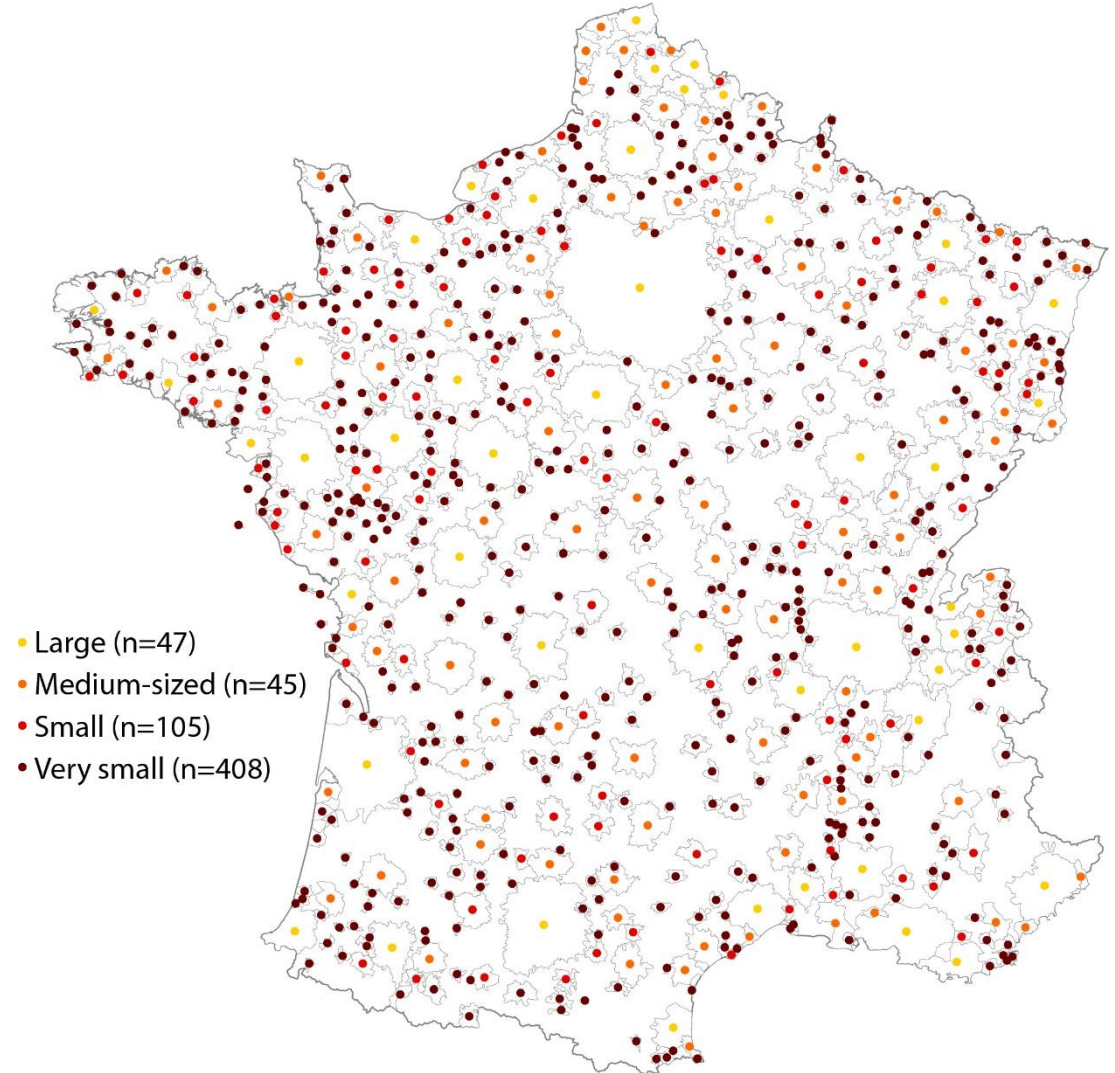 Large (n=47)
Medium-sized (n=45)
Small (n=105)
Very small (n=408)